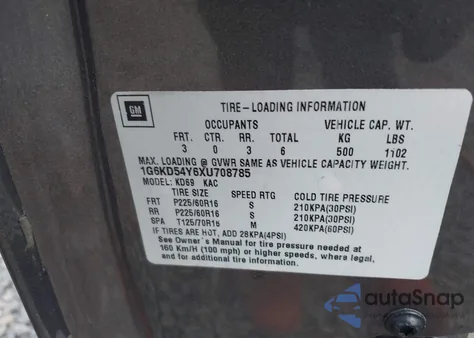 GM
TIRE-LOADING INFORMATION
OCCUPANTS VEHICLE CAP. WT.
FRT. CTR. RR. TOTAL KG LBS
3 0 3 6 500 1102
MAX. LOADING @ GVWR SAME AS VEHICLE CAPACITY WEIGHT.
1G6KD54Y6XU708785
MODEL: KD69 KAC
TIRE SIZE SPEED RTG COLD TIRE PRESSURE
FRT P225/60R16 S 210KPA(30PSI)
RR P225/60R16 S 210KPA(30PSI)
SPA T125/70R15 M 420KPA(60PSI)
IF TIRES ARE HOT, ADD 28KPA(4PSI)
See Owner's Manual for tire pressure needed at
160 Km/H (100 mph) or higher speeds, where legal,
and for additional tire information.
autoSnap